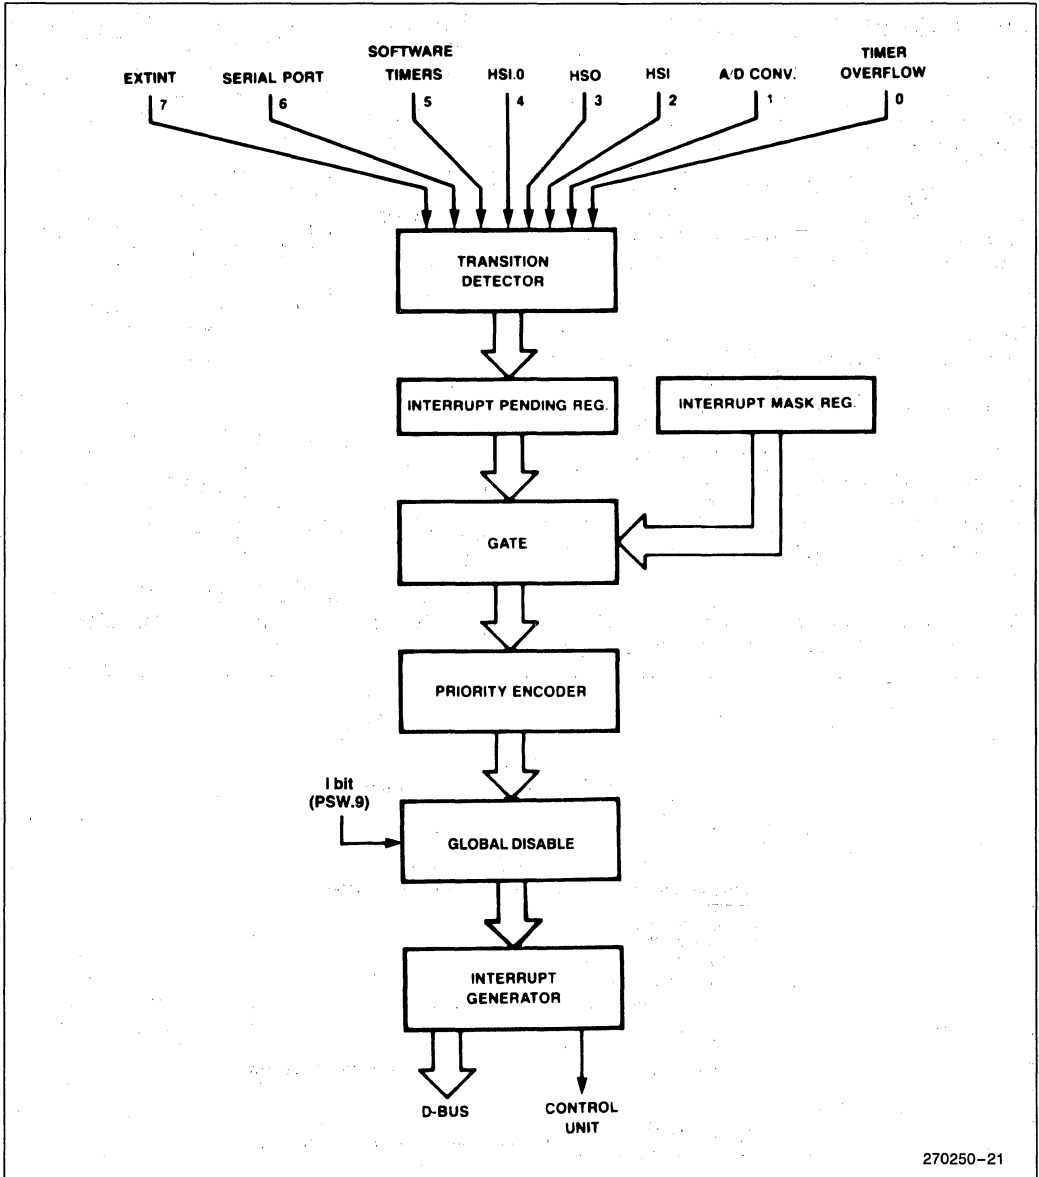 SOFTWARE
TIMERS
TIMER
OVERFLOW
EXTINT
SERIAL PORT
HSI.0
HSO
HSI
A/D CONV.
7
6
5
4
3
2
1
0
TRANSITION
DETECTOR
INTERRUPT PENDING REG.
INTERRUPT MASK REG.
GATE
PRIORITY ENCODER
I bit
(PSW.9)
GLOBAL DISABLE
INTERRUPT
GENERATOR
D-BUS
CONTROL
UNIT
270250-21